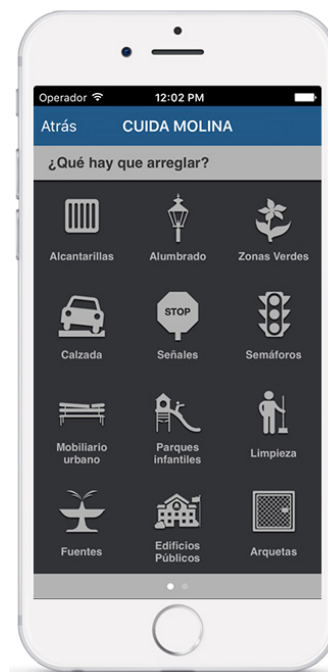 Operador 12:02 PM
Atrás CUIDA MOLINA
¿Qué hay que arreglar?
Alcantarillas Alumbrado Zonas Verdes
STOP
Calzada Señales Semáforos
Mobiliario urbano
Parques infantiles
Limpieza
Fuentes
Edificios Públicos
Arquetas